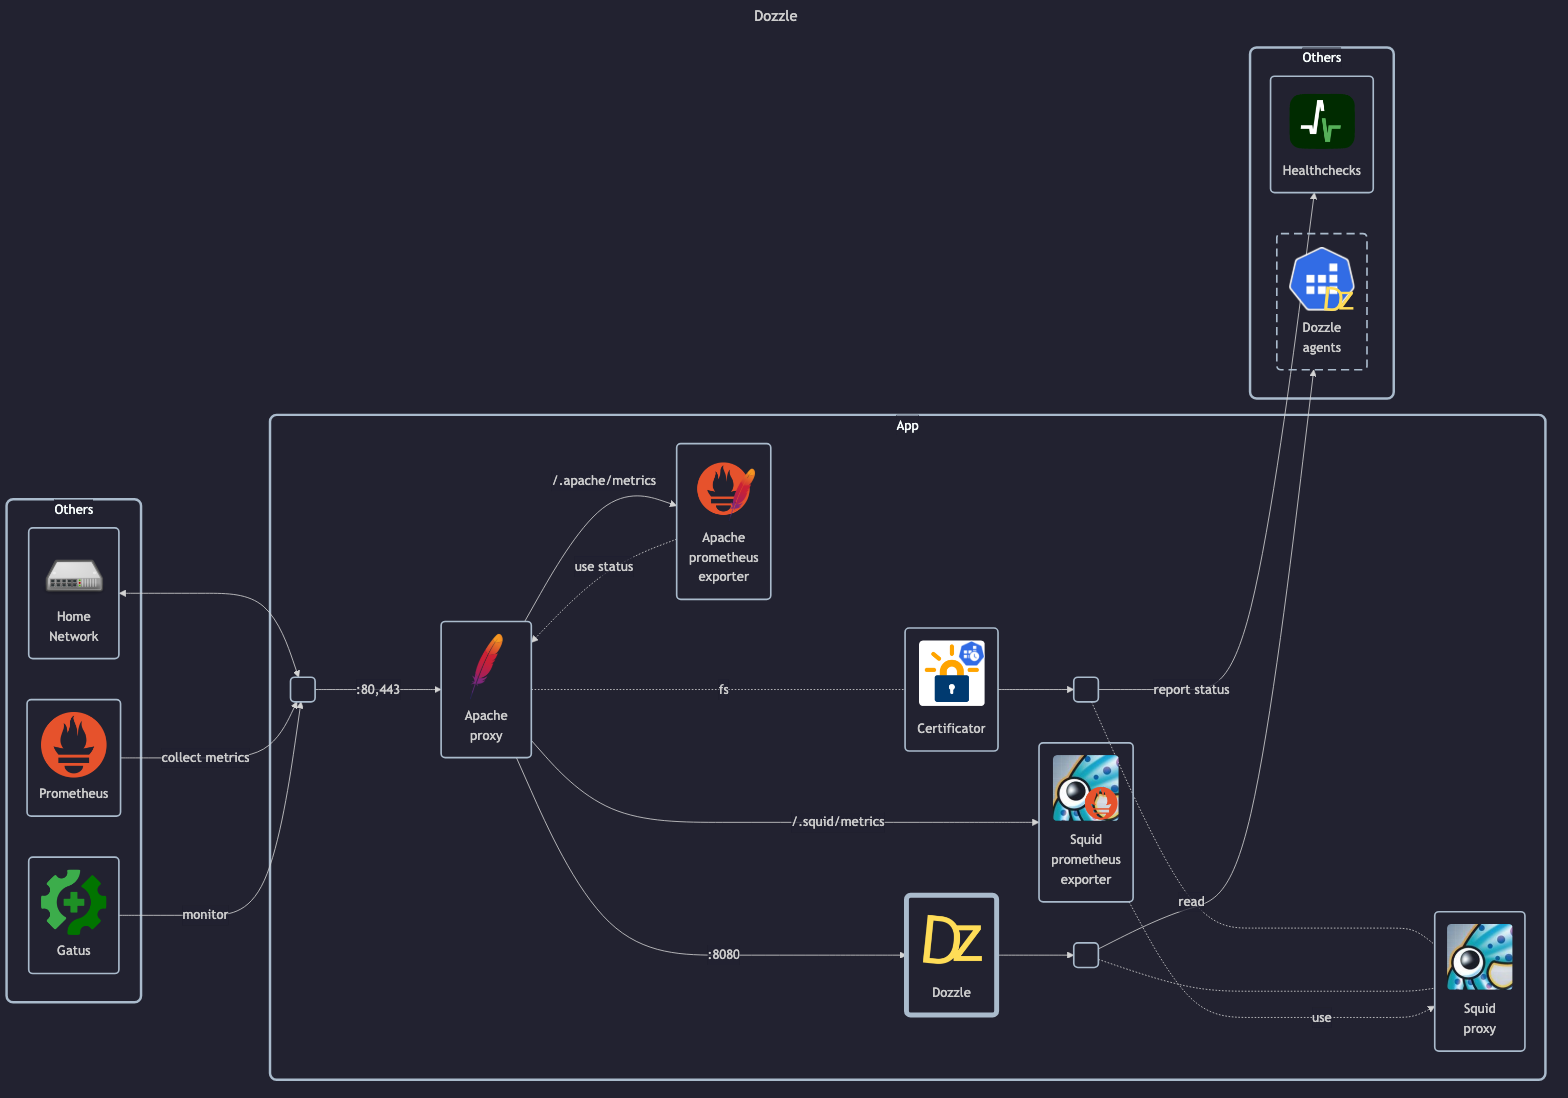 Dozzle
Others
Healthchecks
Dz
Dozzle
agents
App
/.apache/metrics
Apache
prometheus
exporter
use status
Others
Home
Network
:80,443
Apache
proxy
fs
Certificator
report status
collect metrics
Prometheus
/.squid/metrics
Squid
prometheus
exporter
monitor
Gatus
read
:8080
Dz
Dozzle
use
Squid
proxy